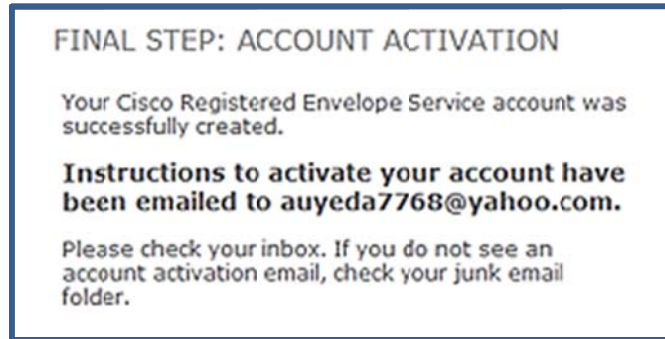 FINAL STEP: ACCOUNT ACTIVATION
Your Cisco Registered Envelope Service account was
successfully created.
Instructions to activate your account have
been emailed to auyeda7768@yahoo.com.
Please check your inbox. If you do not see an
account activation email, check your junk email
folder.